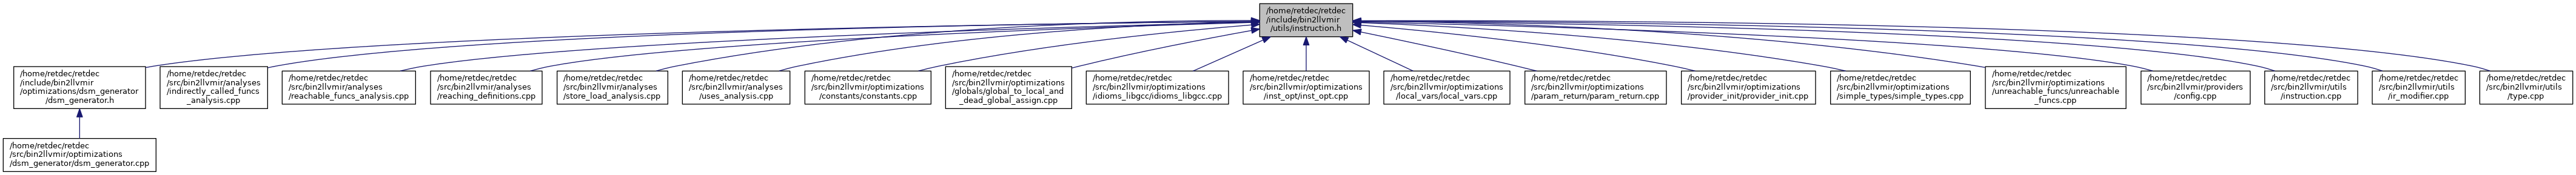 /home/retdec/retdec
/include/bin2llvmir
/utils/instruction.h
/home/retdec/retdec
/include/bin2llvmir
/optimizations/dsm_generator
/dsm_generator.h
/home/retdec/retdec
/src/bin2llvmir/analyses
/indirectly_called_funcs
_analysis.cpp
/home/retdec/retdec
/src/bin2llvmir/analyses
/reachable_funcs_analysis.cpp
/home/retdec/retdec
/src/bin2llvmir/analyses
/reaching_definitions.cpp
/home/retdec/retdec
/src/bin2llvmir/analyses
/store_load_analysis.cpp
/home/retdec/retdec
/src/bin2llvmir/analyses
/uses_analysis.cpp
/home/retdec/retdec
/src/bin2llvmir/optimizations
/constants/constants.cpp
/home/retdec/retdec
/src/bin2llvmir/optimizations
/globals/global_to_local_and
_dead_global_assign.cpp
/home/retdec/retdec
/src/bin2llvmir/optimizations
/idioms_libgcc/idioms_libgcc.cpp
/home/retdec/retdec
/src/bin2llvmir/optimizations
/inst_opt/inst_opt.cpp
/home/retdec/retdec
/src/bin2llvmir/optimizations
/local_vars/local_vars.cpp
/home/retdec/retdec
/src/bin2llvmir/optimizations
/param_return/param_return.cpp
/home/retdec/retdec
/src/bin2llvmir/optimizations
/provider_init/provider_init.cpp
/home/retdec/retdec
/src/bin2llvmir/optimizations
/simple_types/simple_types.cpp
/home/retdec/retdec
/src/bin2llvmir/optimizations
/unreachable_funcs/unreachable
_funcs.cpp
/home/retdec/retdec
/src/bin2llvmir/providers
/config.cpp
/home/retdec/retdec
/src/bin2llvmir/utils
/instruction.cpp
/home/retdec/retdec
/src/bin2llvmir/utils
/ir_modifier.cpp
/home/retdec/retdec
/src/bin2llvmir/utils
/type.cpp
/home/retdec/retdec
/src/bin2llvmir/optimizations
/dsm_generator/dsm_generator.cpp